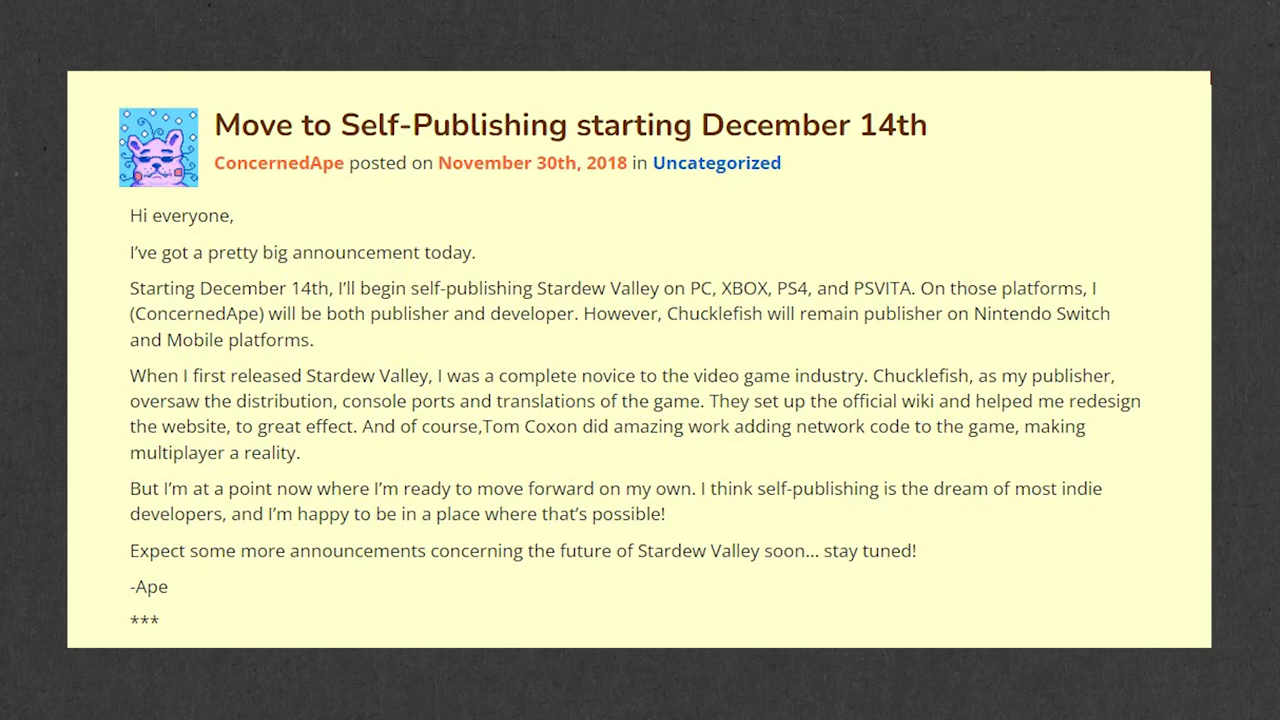 Move to Self-Publishing starting December 14th
ConcernedApe posted on November 30th, 2018 in Uncategorized
Hi everyone,
I've got a pretty big announcement today.
Starting December 14th, I'll begin self-publishing Stardew Valley on PC, XBOX, PS4, and PSVITA. On those platforms, I
(ConcernedApe) will be both publisher and developer. However, Chucklefish will remain publisher on Nintendo Switch
and Mobile platforms.
When I first released Stardew Valley, I was a complete novice to the video game industry. Chucklefish, as my publisher,
oversaw the distribution, console ports and translations of the game. They set up the official wiki and helped me redesign
the website, to great effect. And of course,Tom Coxon did amazing work adding network code to the game, making
multiplayer a reality.
But I'm at a point now where I'm ready to move forward on my own. I think self-publishing is the dream of most indie
developers, and I'm happy to be in a place where that's possible!
Expect some more announcements concerning the future of Stardew Valley soon... stay tuned!
-Ape
***